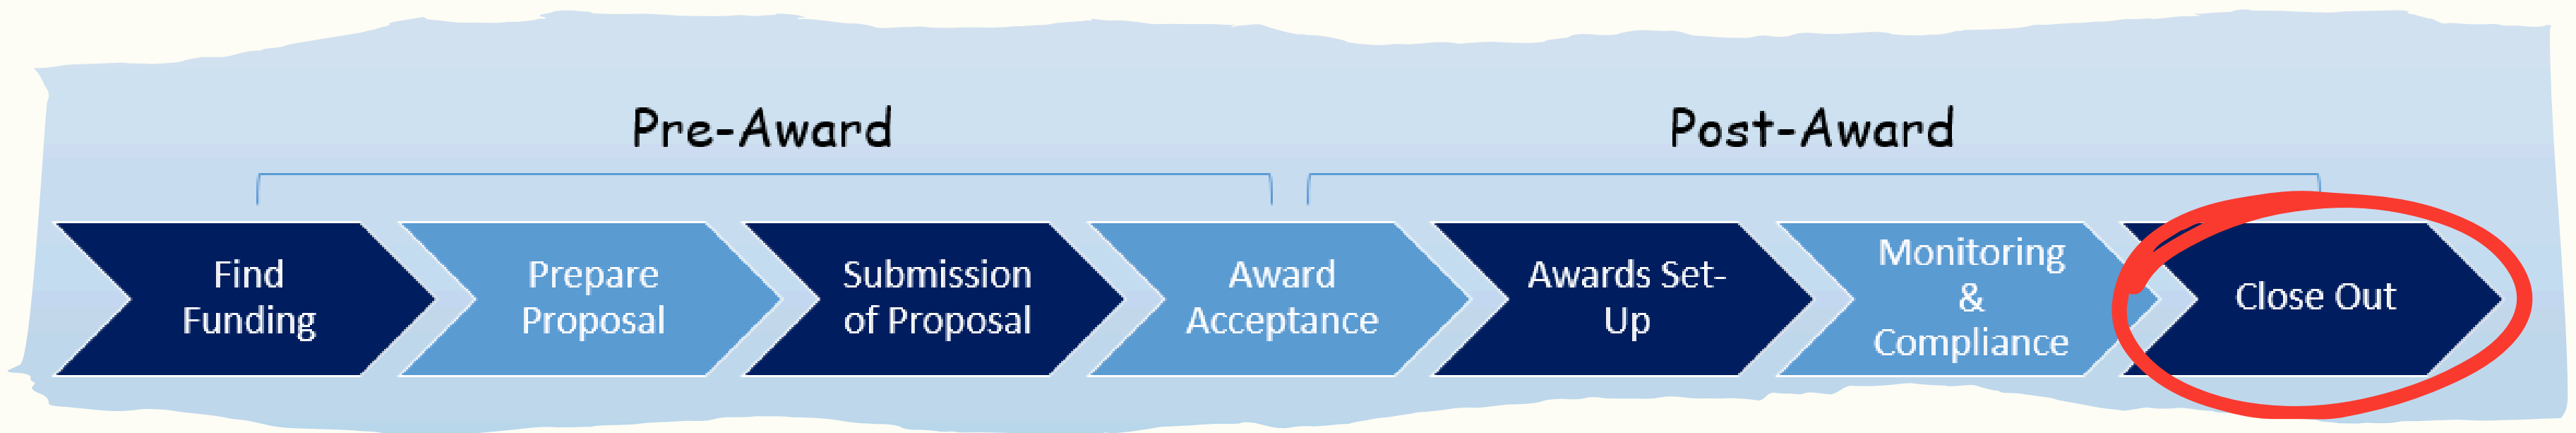 Pre-Award
Post-Award
Find
Funding
Prepare
Proposal
Submission
of Proposal
Award
Acceptance
Awards Set-
Up
Monitoring
&
Compliance
Close Out